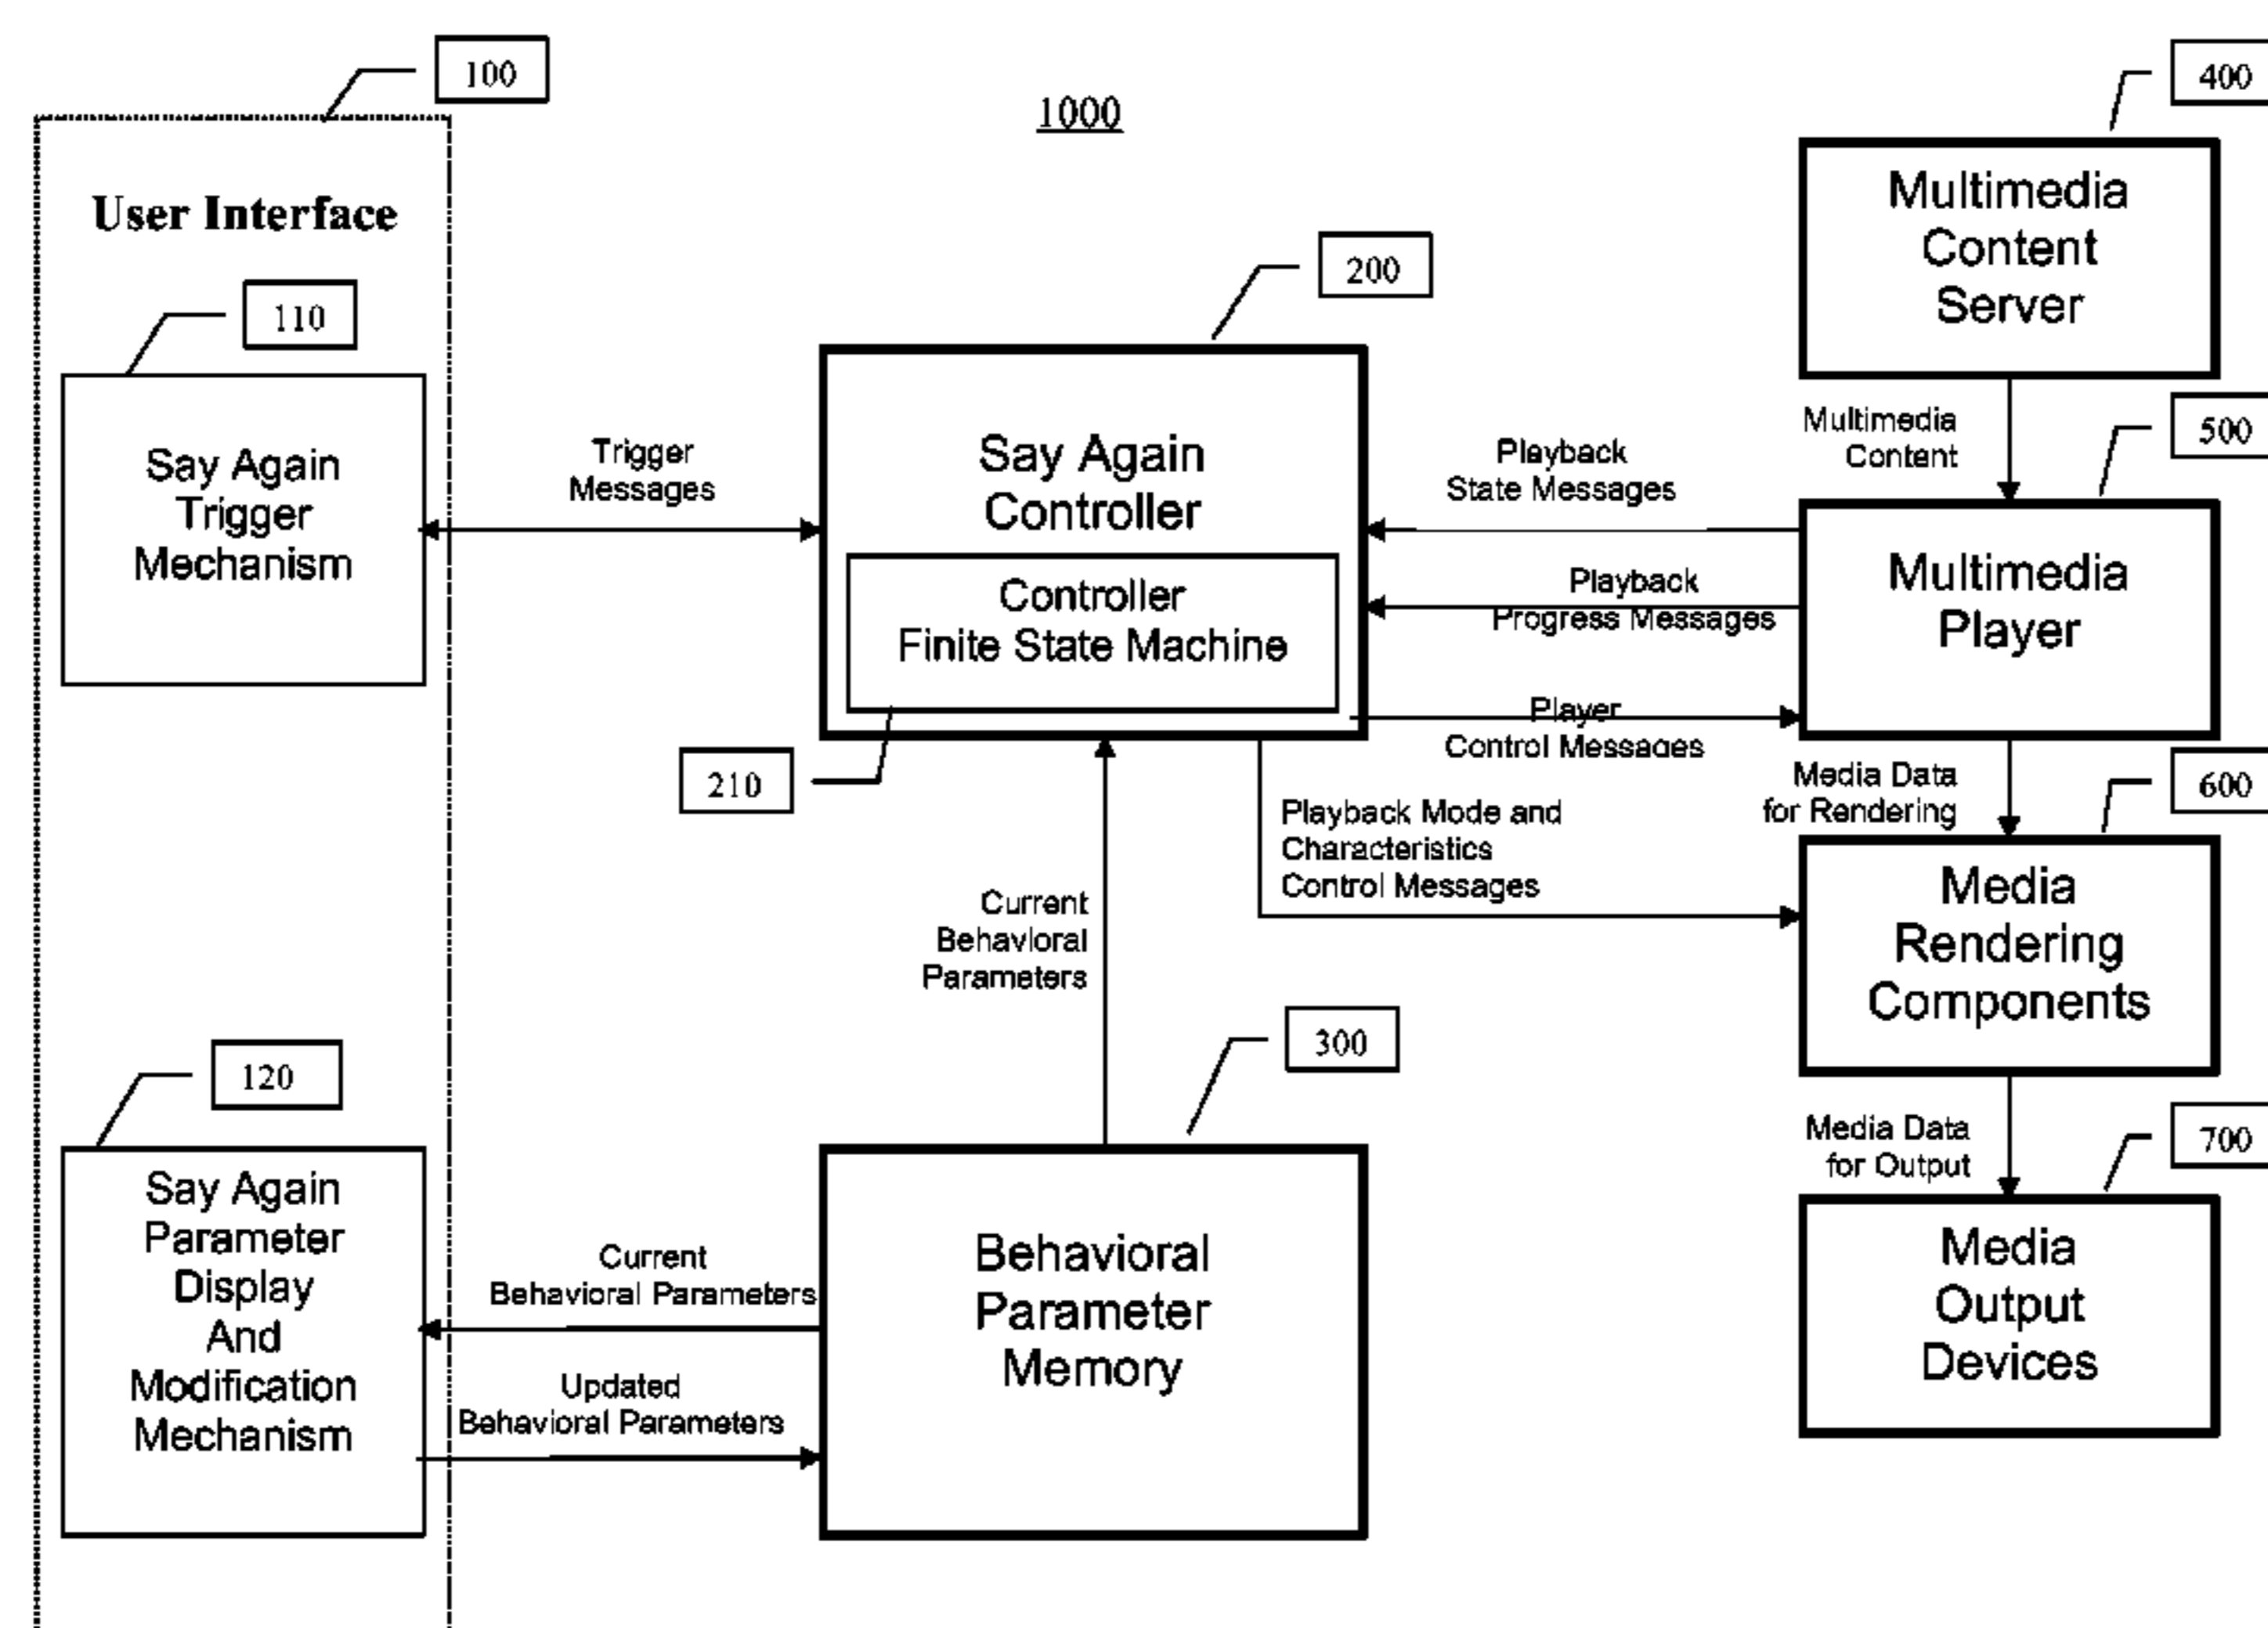 100
1000
400
User Interface
110
Say Again
Trigger
Mechanism
Trigger
Messages
200
Say Again
Controller
Controller
Finite State Machine
210
Playback
State Messages
Playback
Progress Messages
Player
Control Messages
Playback Mode and
Characteristics
Control Messages
Multimedia
Content
Server
Multimedia
Content
500
Multimedia
Player
Media Data
for Rendering
600
Media
Rendering
Components
Media Data
for Output
700
Media
Output
Devices
Current
Behavioral
Parameters
300
Behavioral
Parameter
Memory
120
Say Again
Parameter
Display
And
Modification
Mechanism
Current
Behavioral Parameters
Updated
Behavioral Parameters